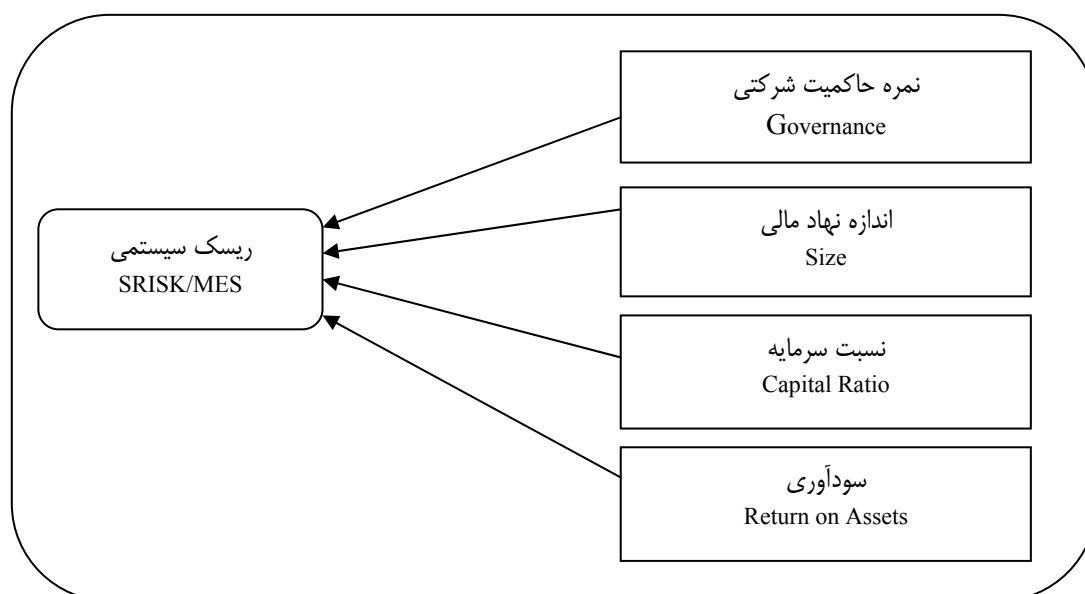 نمره حاکمیت شرکتی
Governance
اندازه نهاد مالی
Size
ریسک سیستمی
SRISK/MES
نسبت سرمایه
Capital Ratio
سودآوری
Return on Assets